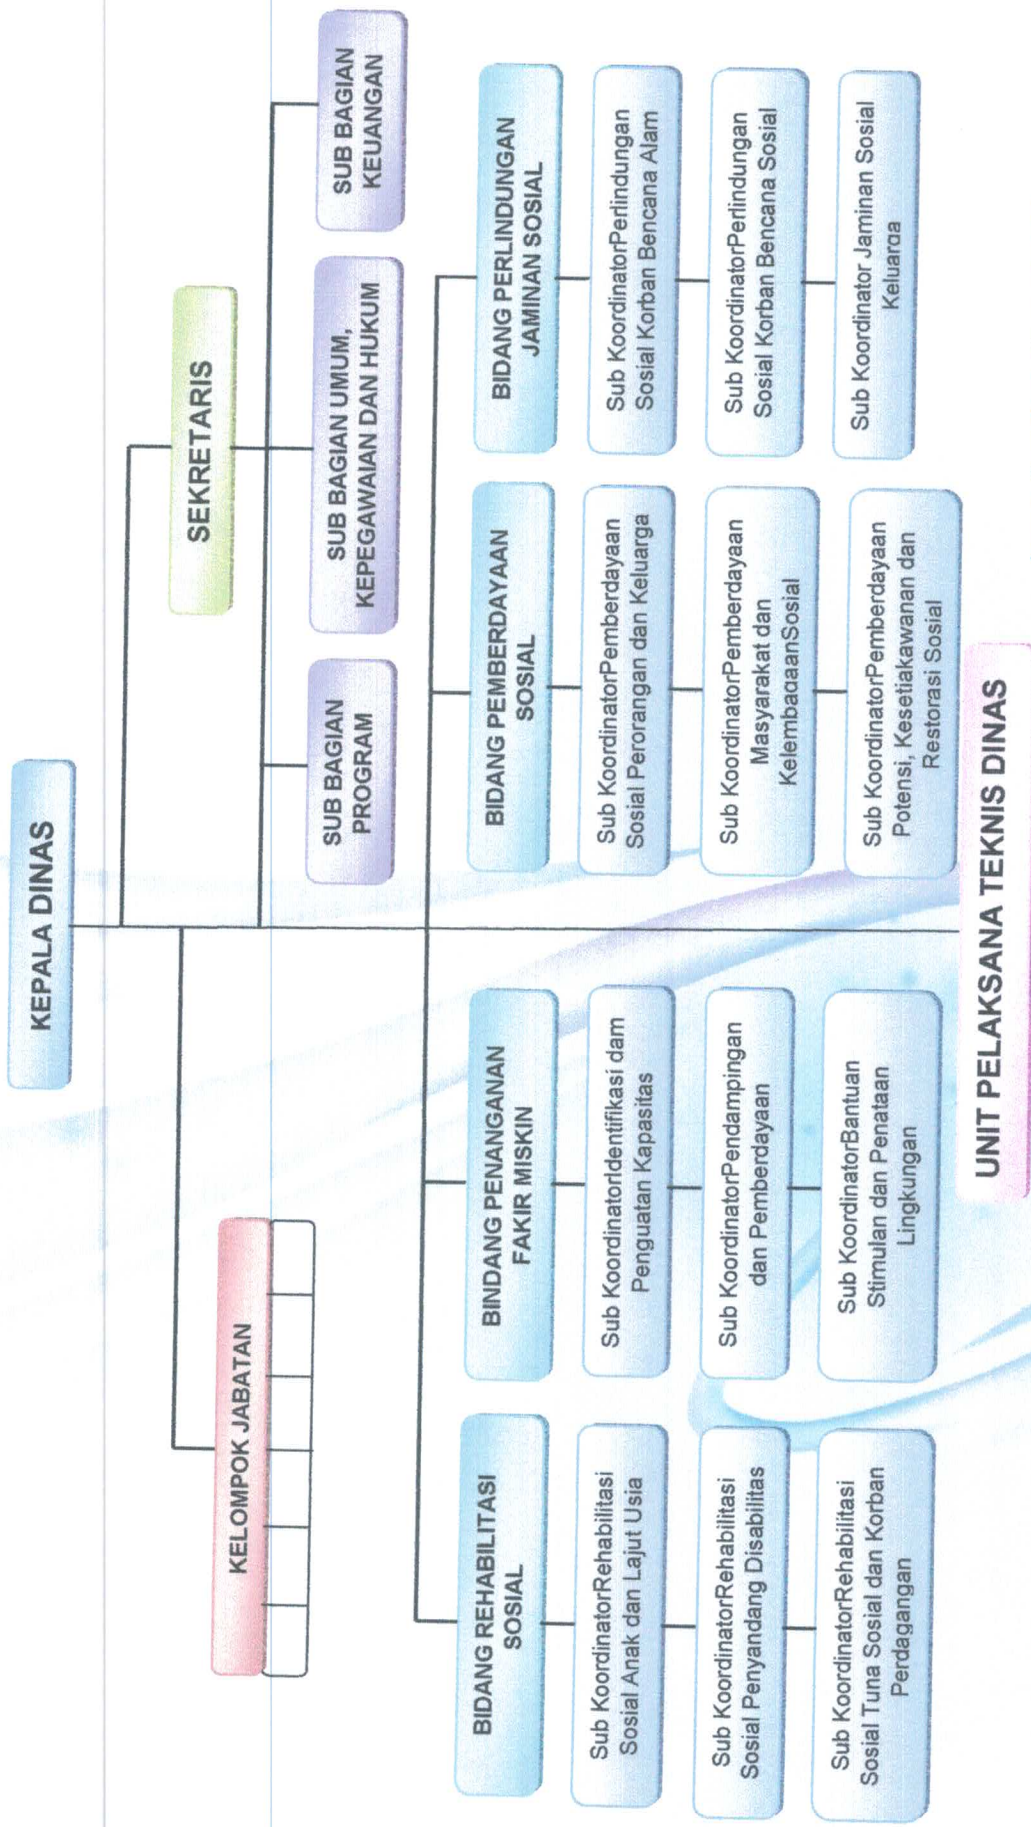 KEPALA DINAS
SEKRETARIS
KELOMPOK JABATAN
SUB BAGIAN
PROGRAM
SUB BAGIAN UMUM,
KEPEGAWAIAN DAN HUKUM
SUB BAGIAN
KEUANGAN
BIDANG REHABILITASI
SOSIAL
Sub KoordinatorRehabilitasi
Sosial Anak dan Lajut Usia
Sub KoordinatorRehabilitasi
Sosial Penyandang Disabilitas
Sub KoordinatorRehabilitasi
Sosial Tuna Sosial dan Korban
Perdagangan
BINDANG PENANGANAN
FAKIR MISKIN
Sub KoordinatorIdentifikasi dam
Penguatan Kapasitas
Sub KoordinatorPendampingan
dan Pemberdayaan
Sub KoordinatorBantuan
Stimulan dan Penataan
Lingkungan
BIDANG PEMBERDAYAAN
SOSIAL
Sub KoordinatorPemberdayaan
Sosial Perorangan dan Keluarga
Sub KoordinatorPemberdayaan
Masyarakat dan
KelembagaanSosial
Sub KoordinatorPemberdayaan
Potensi, Kesetiakawanan dan
Restorasi Sosial
BIDANG PERLINDUNGAN
JAMINAN SOSIAL
Sub KoordinatorPerlindungan
Sosial Korban Bencana Alam
Sub KoordinatorPerlindungan
Sosial Korban Bencana Sosial
Sub Koordinator Jaminan Sosial
Keluarga
UNIT PELAKSANA TEKNIS DINAS